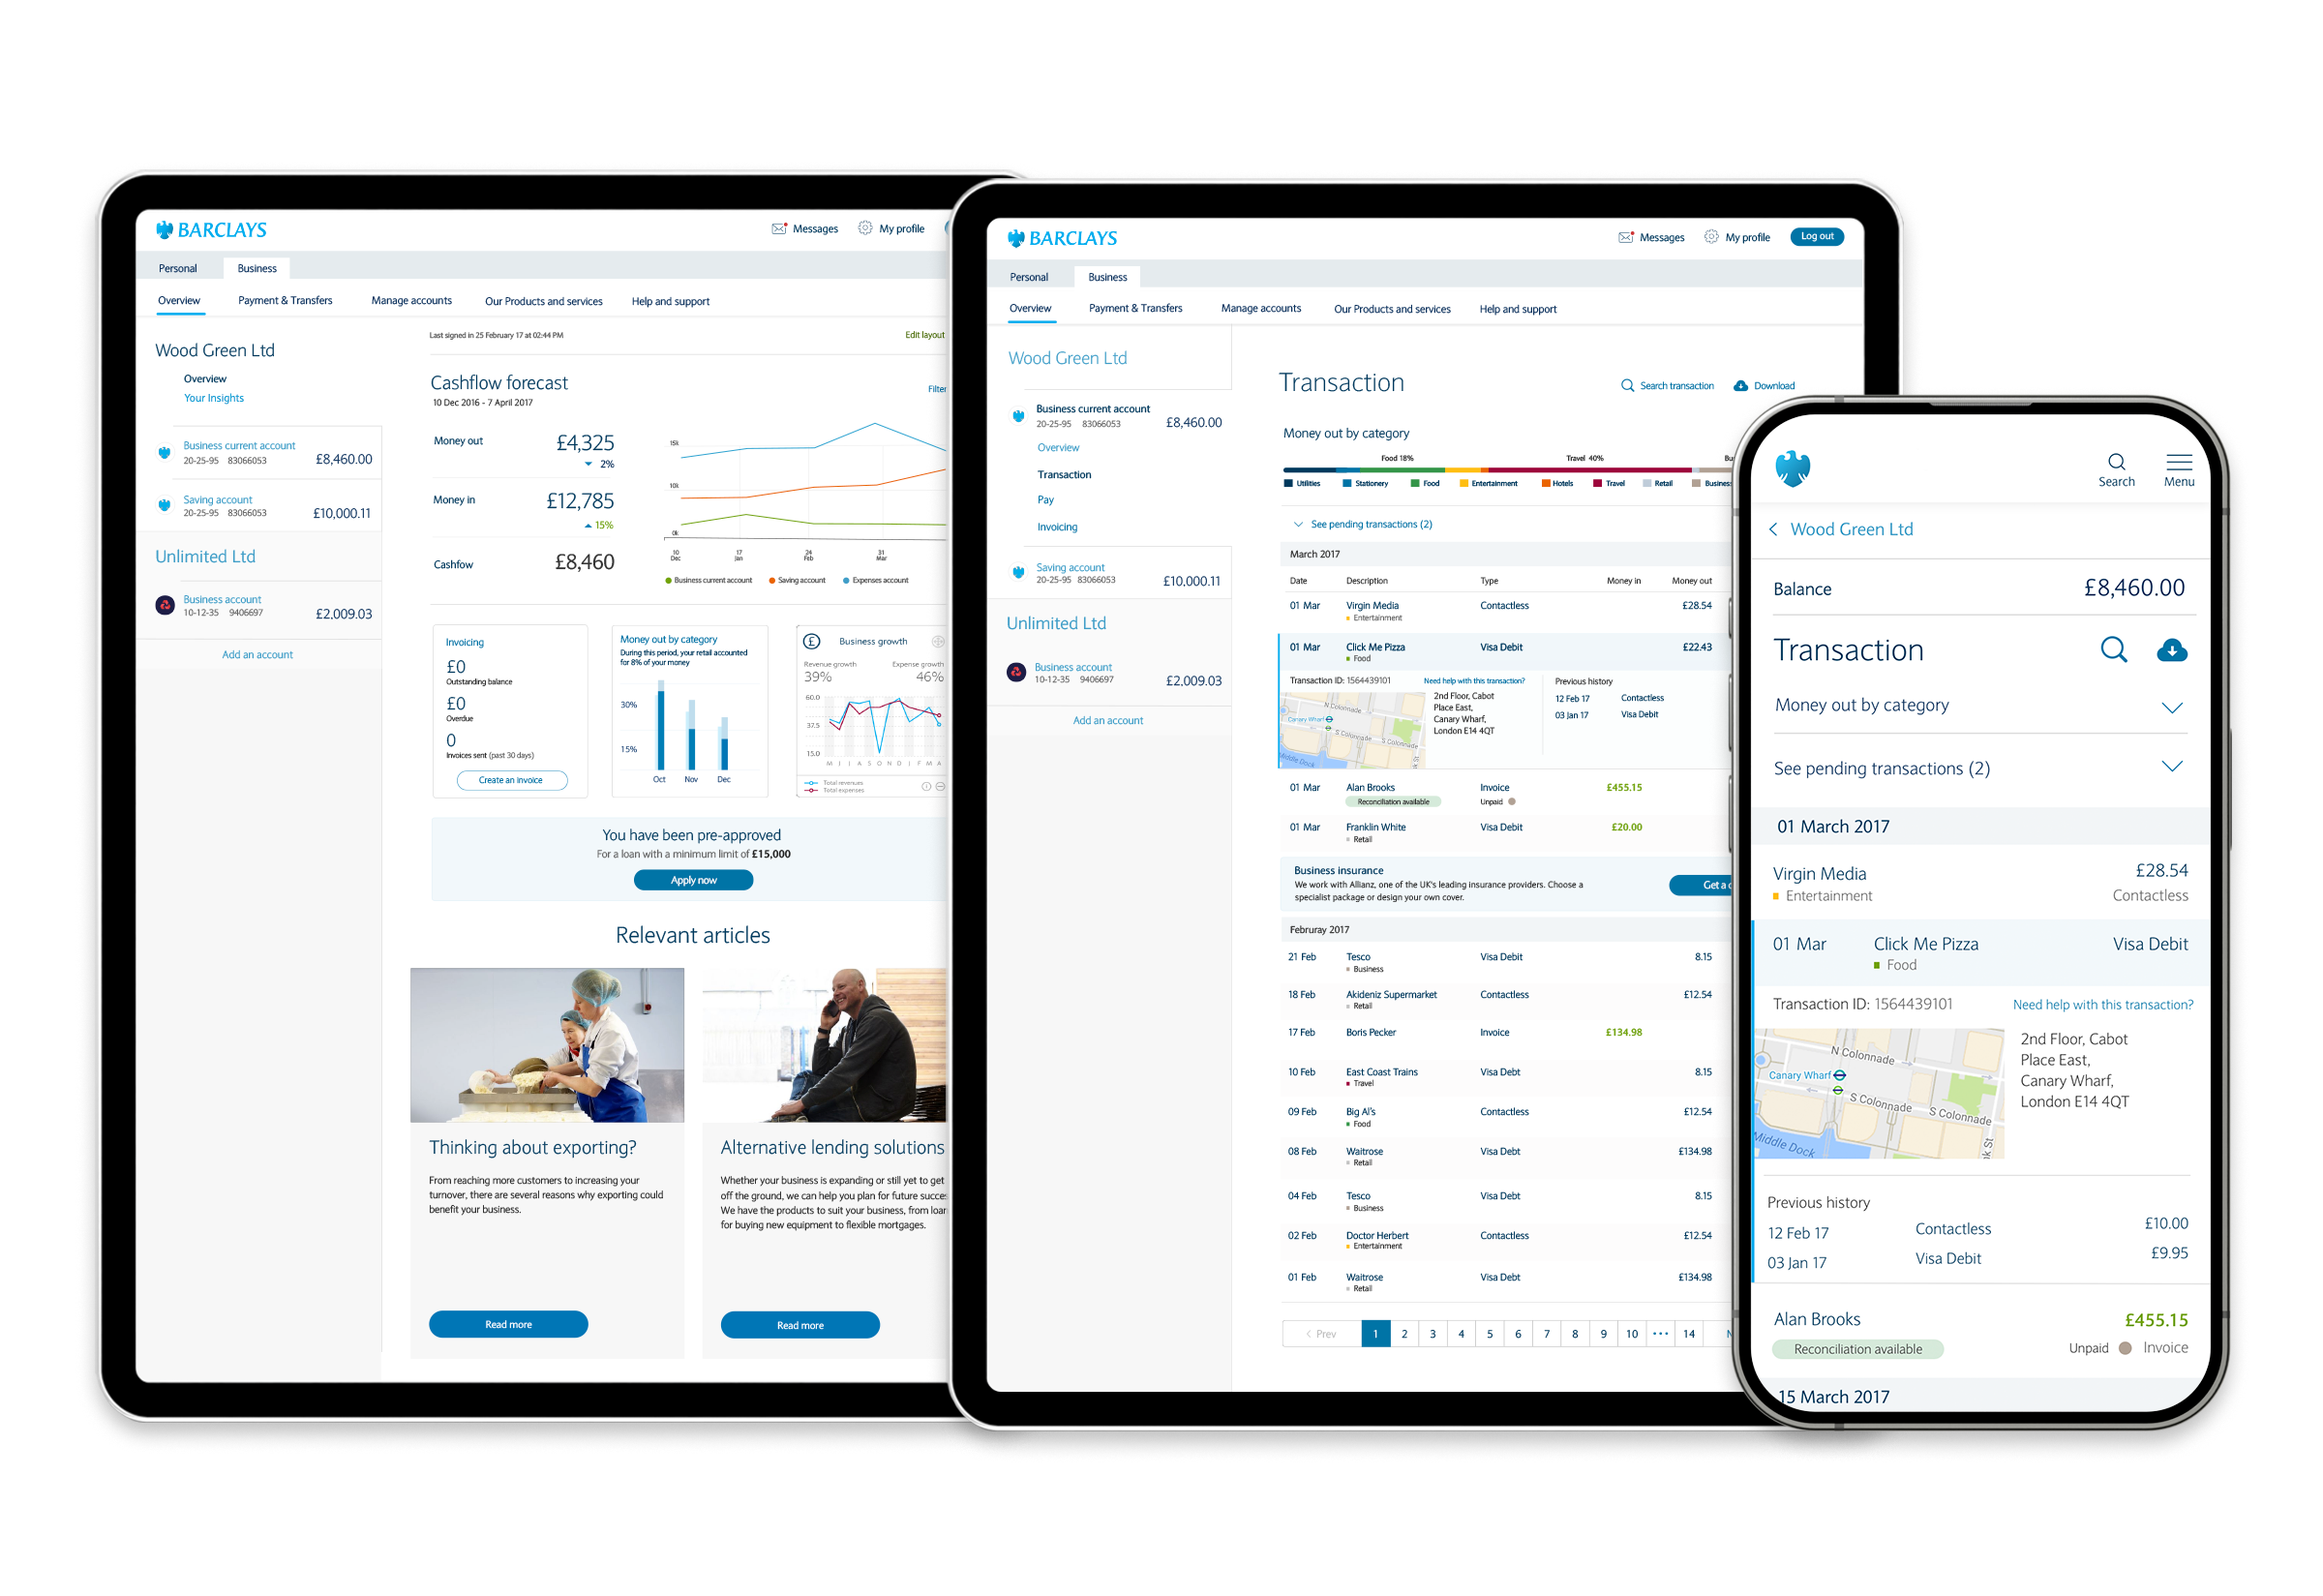 BARCLAYS
Messages
My profile
Personal
Business
Overview
Payment & Transfers
Manage accounts
Our Products and services
Help and support
Wood Green Ltd
Overview
Your Insights
Business current account
20-25-95 83066053
£8,460.00
Saving account
20-25-95 83066053
£10,000.11
Unlimited Ltd
Business account
10-12-35 9406697
£2,009.03
Add an account
Last signed in 25 February 17 at 02:44 PM
Edit layout
Cashflow forecast
Filter
10 Dec 2016 - 7 April 2017
Money out
£4,325
2%
Money in
£12,785
15%
Cashfow
£8,460
15k
10k
0k
10 Dec
17 Jan
24 Feb
31 Mar
Business current account
Saving account
Expenses account
Invoicing
£0
Outstanding balance
£0
Overdue
0
Invoices sent (past 30 days)
Create an invoice
Money out by category
During this period, your retail accounted
for 8% of your money
30%
15%
Oct
Nov
Dec
£
Business growth
Revenue growth
39%
Expense growth
46%
60.0
37.5
15.0
M J J A S O N D J F M A
Total revenues
Total expenses
You have been pre-approved
For a loan with a minimum limit of £15,000
Apply now
Relevant articles
Thinking about exporting?
From reaching more customers to increasing your
turnover, there are several reasons why exporting could
benefit your business.
Read more
Alternative lending solutions
Whether your business is expanding or still yet to get
off the ground, we can help you plan for future succe
We have the products to suit your business, from loa
for buying new equipment to flexible mortgages.
Read more
BARCLAYS
Messages
My profile
Log out
Personal
Business
Overview
Payment & Transfers
Manage accounts
Our Products and services
Help and support
Wood Green Ltd
Business current account
20-25-95 83066053
£8,460.00
Overview
Transaction
Pay
Invoicing
Saving account
20-25-95 83066053
£10,000.11
Unlimited Ltd
Business account
10-12-35 9406697
£2,009.03
Add an account
Transaction
Search transaction
Download
Money out by category
Food 18%
Travel 40%
Bu
Utilities
Stationery
Food
Entertainment
Hotels
Travel
Retail
Busines
See pending transactions (2)
March 2017
Date Description Type Money in Money out
01 Mar Virgin Media Contactless £28.54
Entertainment
01 Mar Click Me Pizza Visa Debit £22.43
Food
Transaction ID: 1564439101
Need help with this transaction?
Canary Wharf
N Colonnade
S Colonnade
S Colonnade
Middle Dock
2nd Floor, Cabot
Place East,
Canary Wharf,
London E14 4QT
Previous history
12 Feb 17 Contactless
03 Jan 17 Visa Debit
01 Mar Alan Brooks Invoice £455.15
Reconciliation available Unpaid
01 Mar Franklin White Visa Debit £20.00
Retail
Business insurance
We work with Allianz, one of the UK's leading insurance providers. Choose a
specialist package or design your own cover.
Get a
Februray 2017
21 Feb Tesco Visa Debit 8.15
Business
18 Feb Akideniz Supermarket Contactless £12.54
Retail
17 Feb Boris Pecker Invoice £134.98
10 Feb East Coast Trains Visa Debt 8.15
Travel
09 Feb Big Al's Contactless £12.54
Food
08 Feb Waitrose Visa Debt £134.98
Retail
04 Feb Tesco Visa Debt 8.15
Business
02 Feb Doctor Herbert Contactless £12.54
Entertainment
01 Feb Waitrose Visa Debt £134.98
Retail
Prev 1 2 3 4 5 6 7 8 9 10 ••• 14 N
Search
Menu
Wood Green Ltd
Balance
£8,460.00
Transaction
Money out by category
See pending transactions (2)
01 March 2017
Virgin Media £28.54
Entertainment Contactless
01 Mar Click Me Pizza Visa Debit
Food
Transaction ID: 1564439101
Need help with this transaction?
N Colonnade
Canary Wharf
S Colonnade
S Colonnade
Middle Dock
nk St
2nd Floor, Cabot
Place East,
Canary Wharf,
London E14 4QT
Previous history
12 Feb 17 Contactless £10.00
03 Jan 17 Visa Debit £9.95
Alan Brooks £455.15
Reconciliation available Unpaid Invoice
15 March 2017